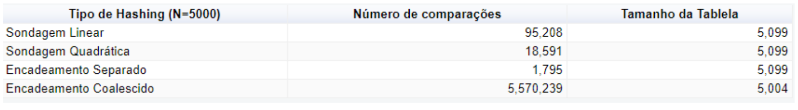 Tipo de Hashing (N=5000) Número de comparações Tamanho da Tablela
Sondagem Linear 95,208 5,099
Sondagem Quadrática 18,591 5,099
Encadeamento Separado 1,795 5,099
Encadeamento Coalescido 5,570,239 5,004